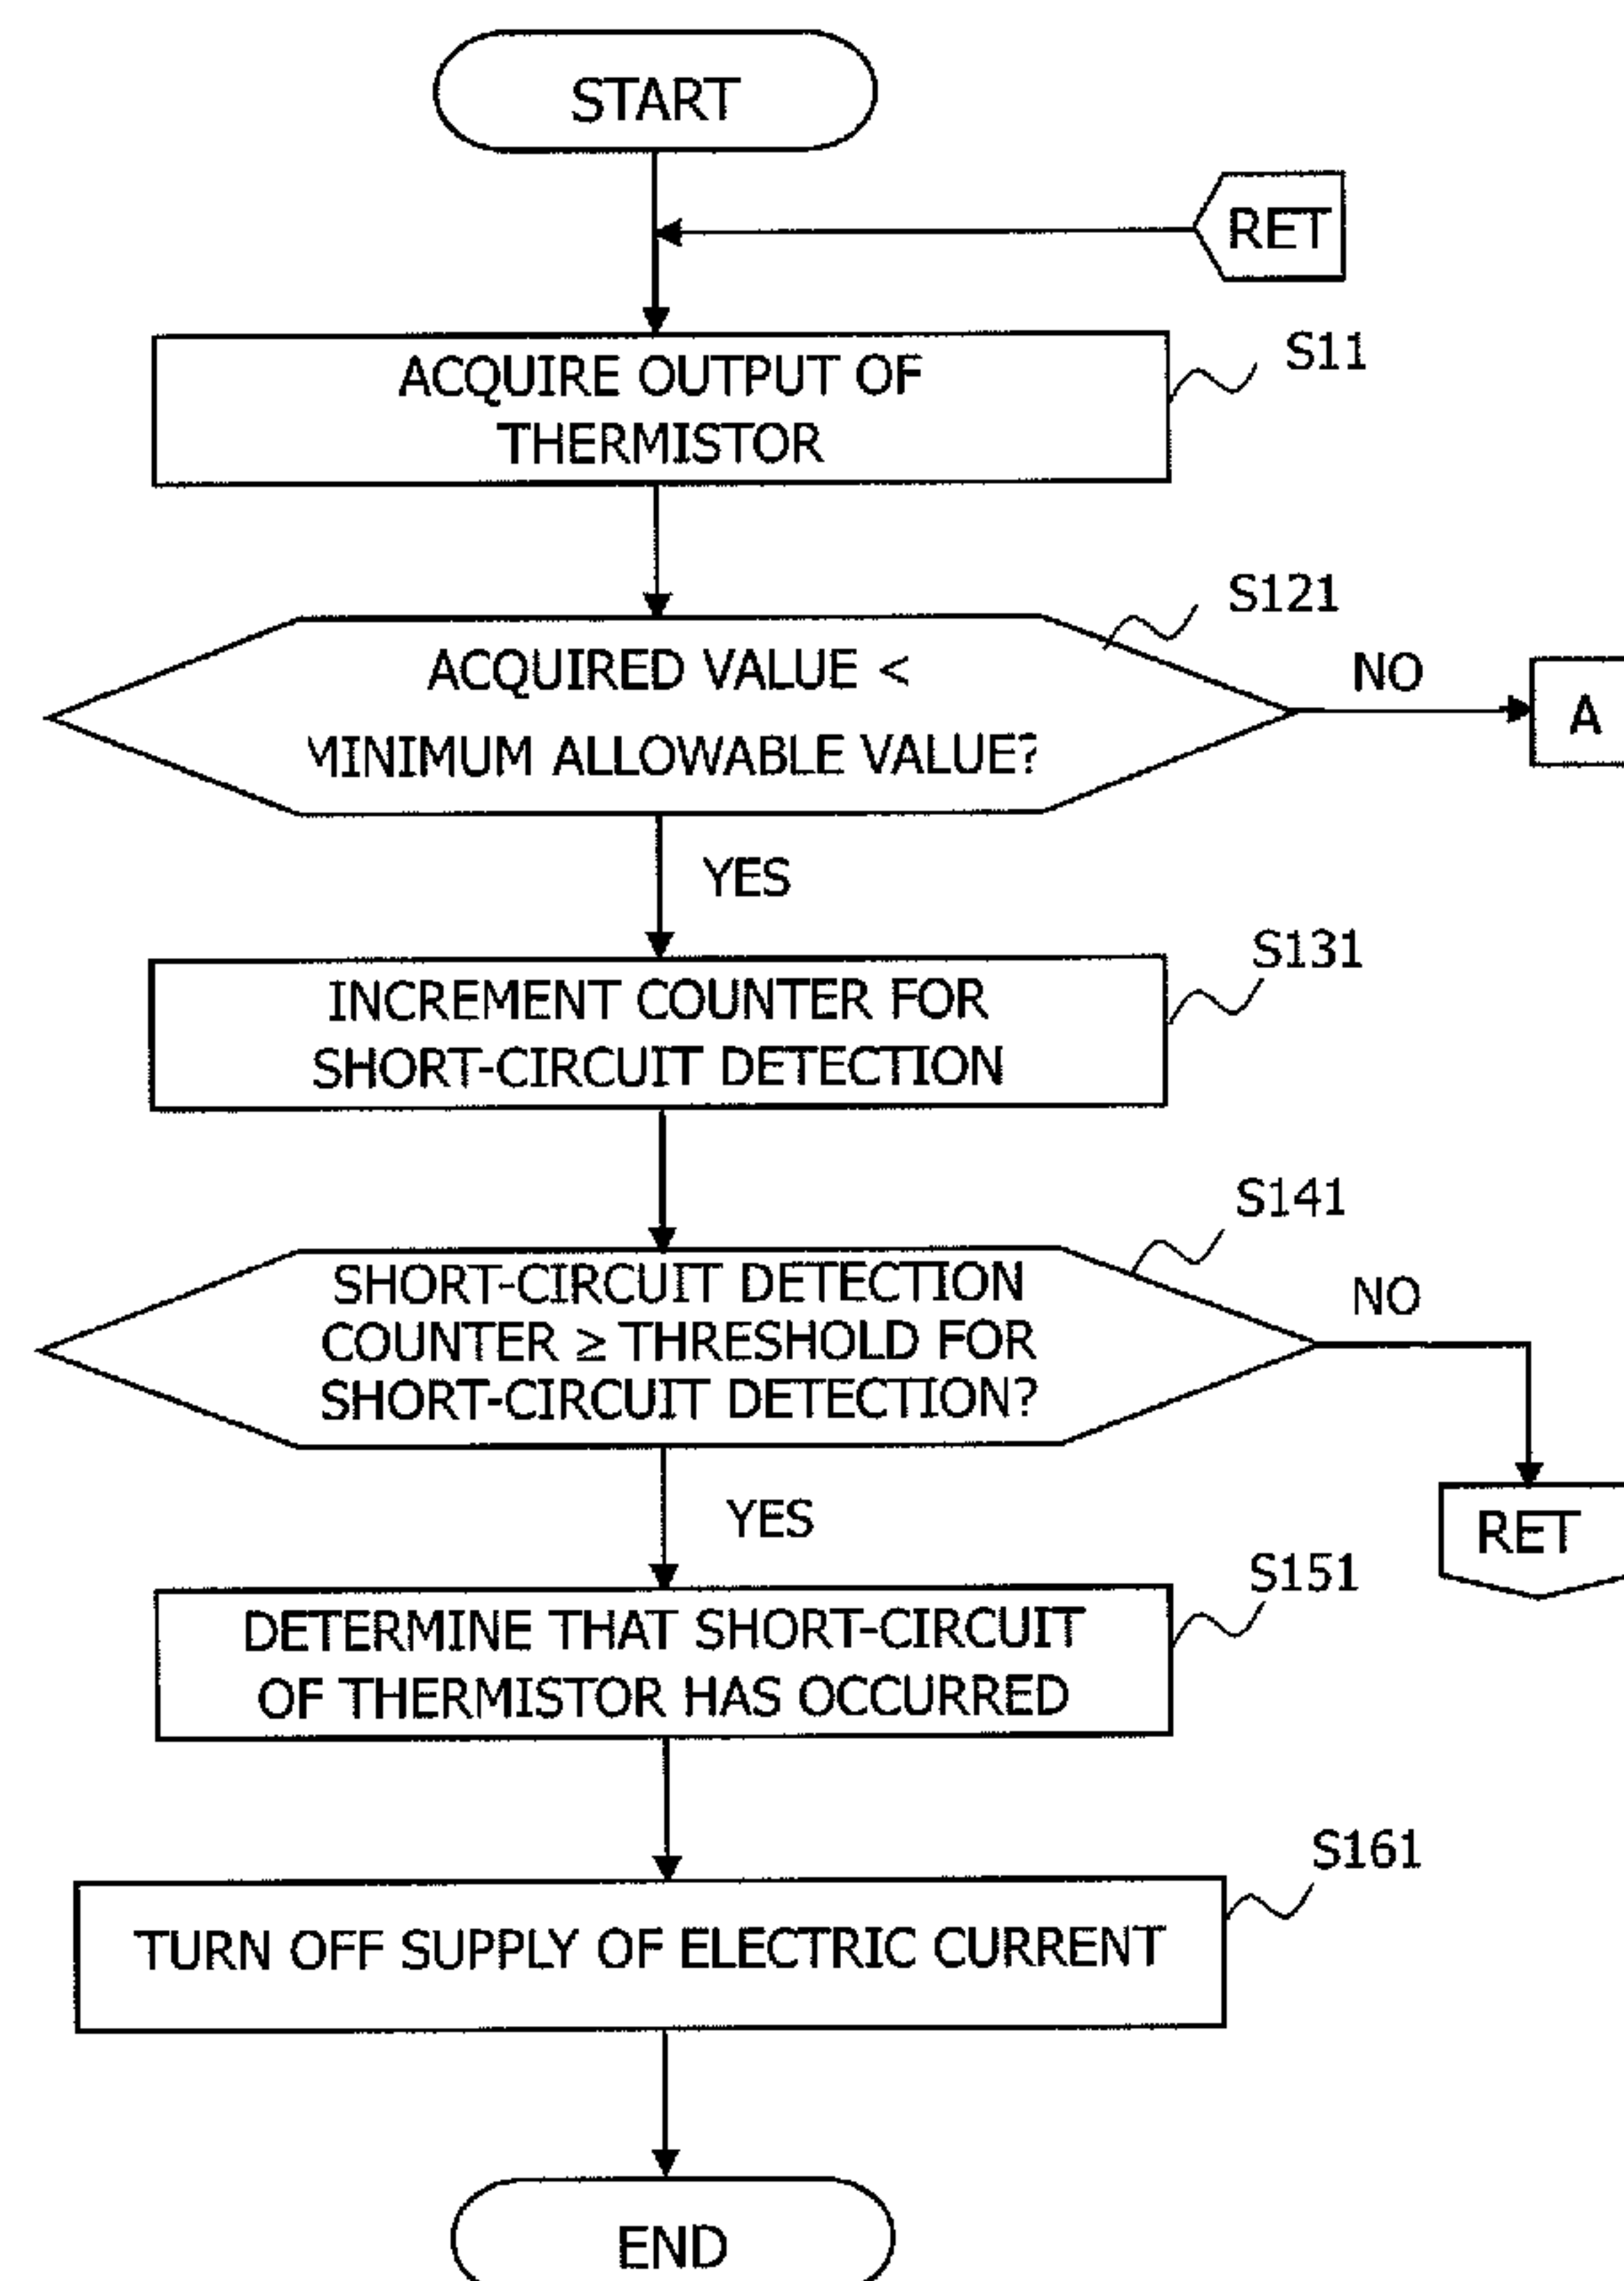 START
RET
ACQUIRE OUTPUT OF
THERMISTOR
S11
S121
ACQUIRED VALUE <
MINIMUM ALLOWABLE VALUE?
NO
A
YES
S131
INCREMENT COUNTER FOR
SHORT-CIRCUIT DETECTION
S141
SHORT-CIRCUIT DETECTION
COUNTER ≥ THRESHOLD FOR
SHORT-CIRCUIT DETECTION?
NO
RET
YES
S151
DETERMINE THAT SHORT-CIRCUIT
OF THERMISTOR HAS OCCURRED
S161
TURN OFF SUPPLY OF ELECTRIC CURRENT
END